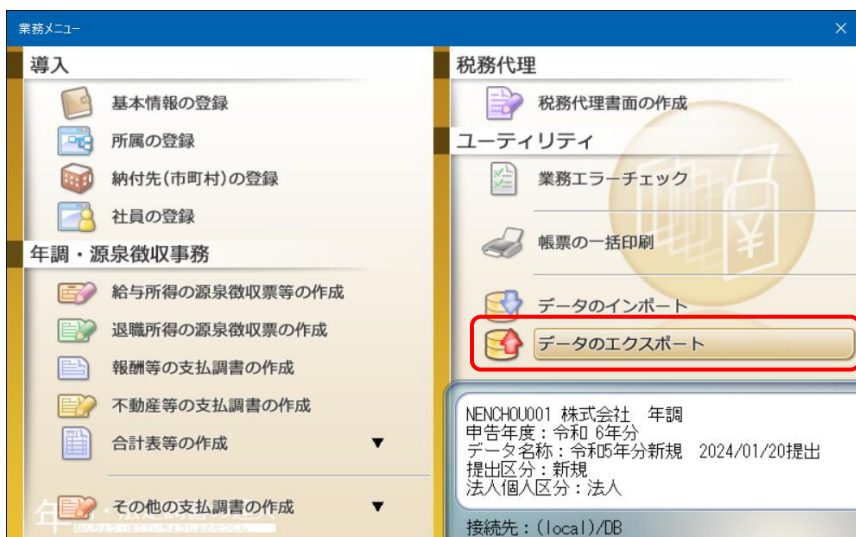 業務メニュー
導入
基本情報の登録
所属の登録
納付先(市町村)の登録
社員の登録
年調・源泉徴収事務
給与所得の源泉徴収票等の作成
退職所得の源泉徴収票の作成
報酬等の支払調書の作成
不動産等の支払調書の作成
合計表等の作成 ▼
その他の支払調書の作成 ▼
税務代理
税務代理書面の作成
ユーティリティ
業務エラーチェック
帳票の一括印刷
データのインポート
データのエクスポート
NENCHOU001 株式会社 年調
申告年度：令和 6年分
データ名称：令和5年分新規 2024/01/20提出
提出区分：新規
法人個人区分：法人
接続先：(local)/DB